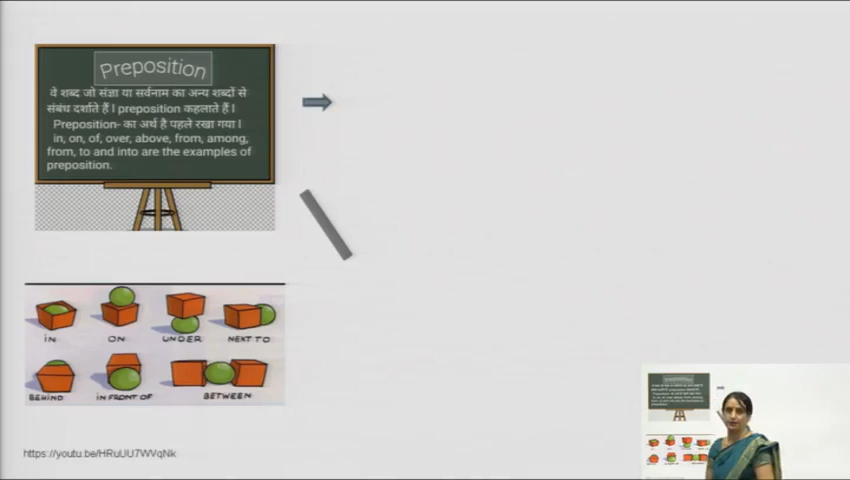 Preposition
वे शब्द जो संज्ञा या सर्वनाम का अन्य शब्दों से
संबंध दर्शाते हैं l preposition कहलाते हैं l
Preposition- का अर्थ है पहले रखा गया l
in, on, of, over, above, from, among,
from, to and into are the examples of
preposition.
IN ON UNDER NEXT TO
BEHIND IN FRONT OF BETWEEN
https://youtu.be/HRuUU7WVqNk